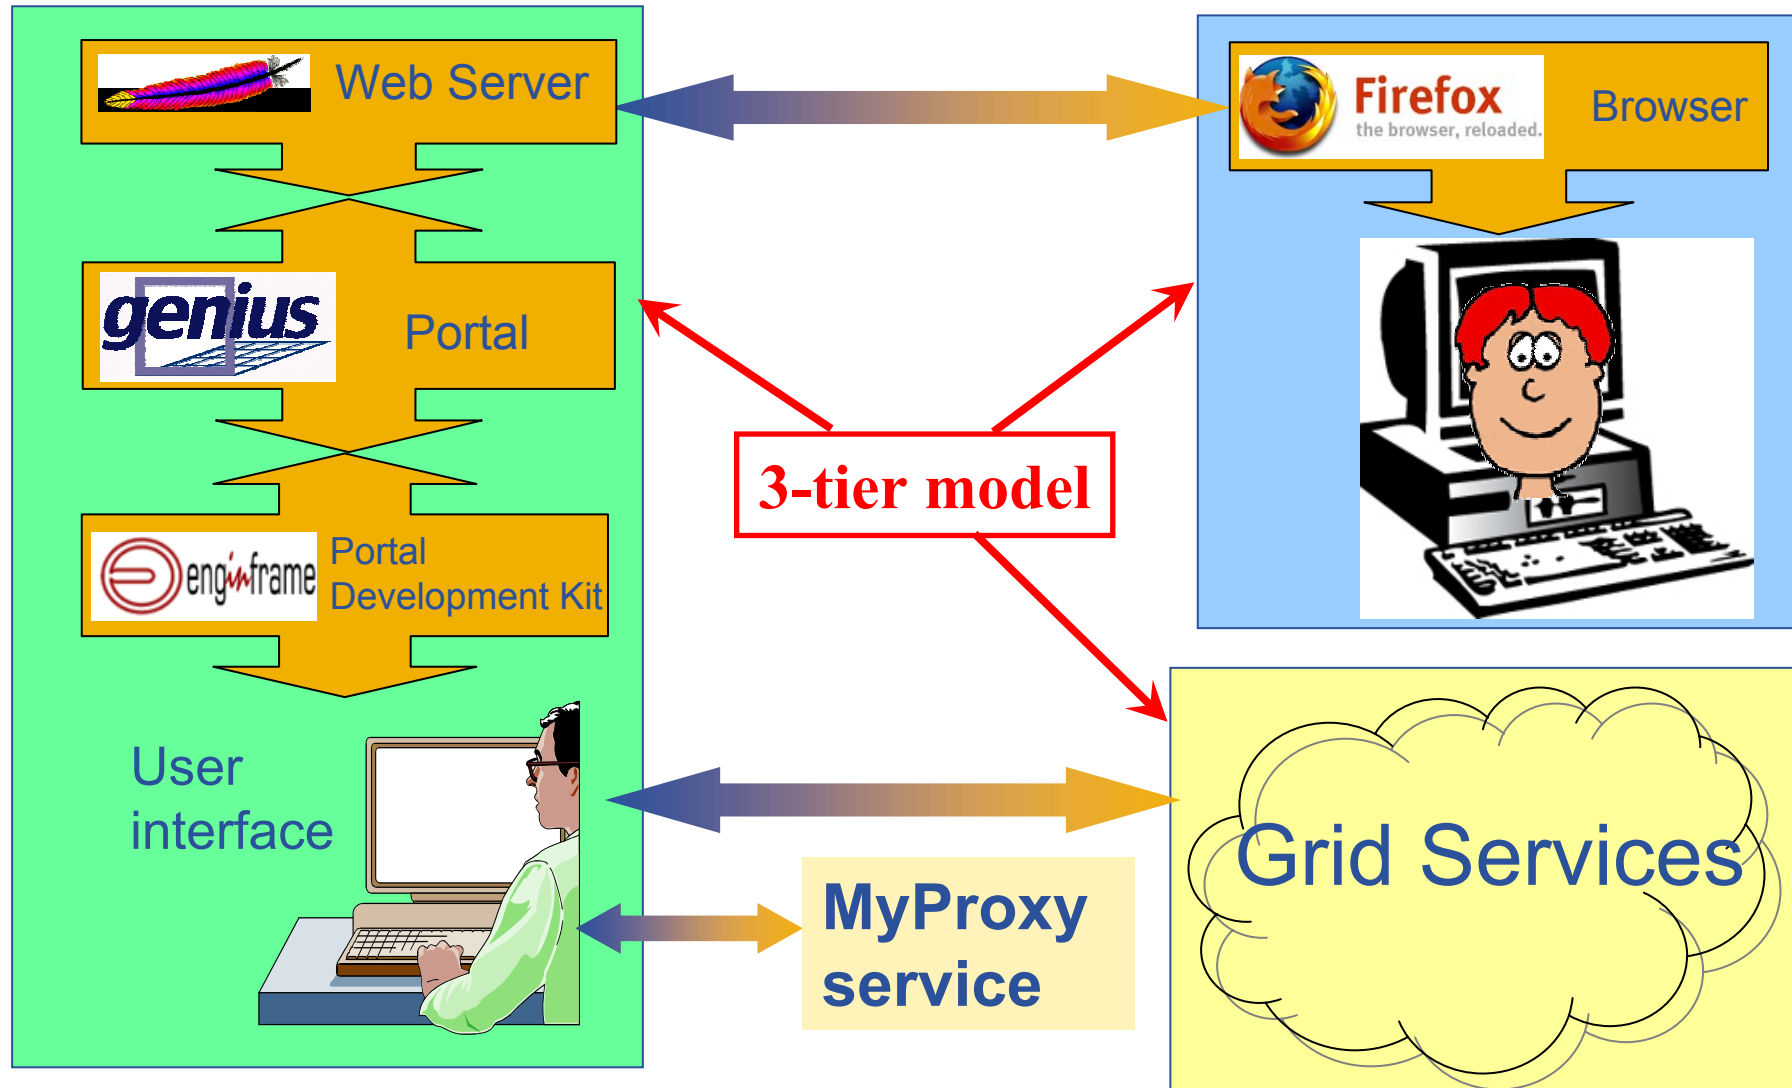 Web Server
genius
Portal
enginframe
Portal
Development Kit
User
interface
Firefox
the browser, reloaded.
Browser
3-tier model
MyProxy
service
Grid Services